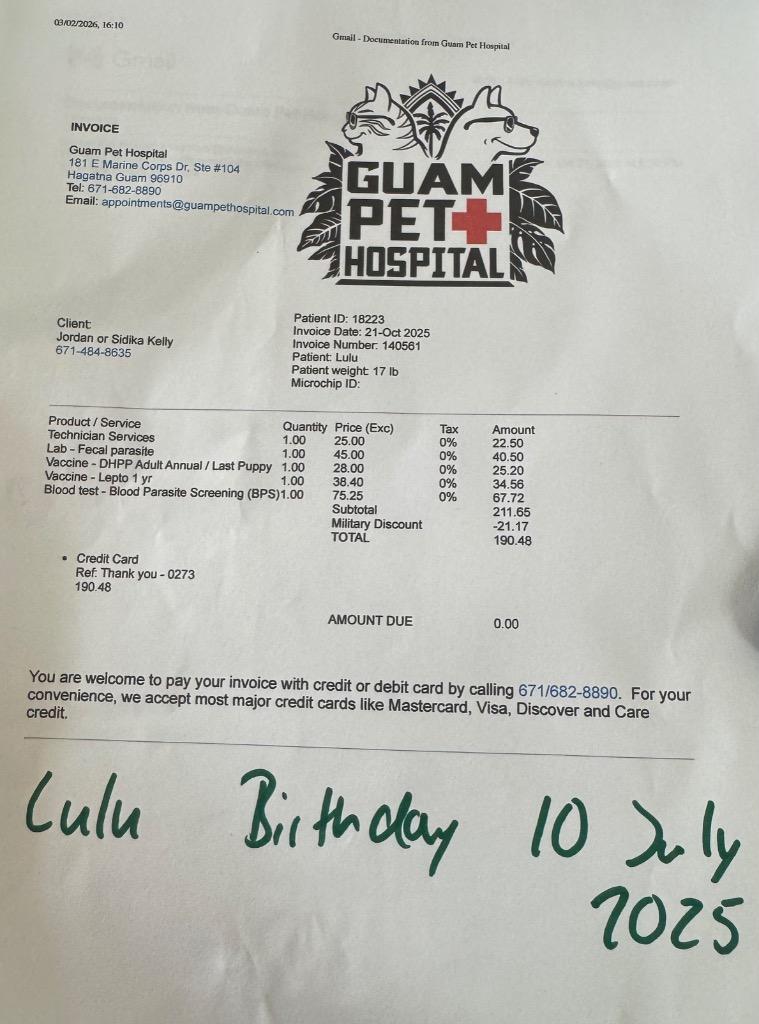 03/02/2026, 16:10
Gmail - Documentation from Guam Pet Hospital
GUAM
PET
HOSPITAL
INVOICE
Guam Pet Hospital
181 E Marine Corps Dr, Ste #104
Hagatna Guam 96910
Tel: 671-682-8890
Email: appointments@guampethospital.com
Client:
Jordan or Sidika Kelly
671-484-8635
Patient ID: 18223
Invoice Date: 21-Oct 2025
Invoice Number: 140561
Patient: Lulu
Patient weight: 17 lb
Microchip ID:
Product / Service Quantity Price (Exc) Tax Amount
Technician Services 1.00 25.00 0% 22.50
Lab - Fecal parasite 1.00 45.00 0% 40.50
Vaccine - DHPP Adult Annual / Last Puppy 1.00 28.00 0% 25.20
Vaccine - Lepto 1 yr 1.00 38.40 0% 34.56
Blood test - Blood Parasite Screening (BPS) 1.00 75.25 0% 67.72
Subtotal 211.65
Military Discount -21.17
TOTAL 190.48
• Credit Card
Ref: Thank you - 0273
190.48
AMOUNT DUE 0.00
You are welcome to pay your invoice with credit or debit card by calling 671/682-8890. For your
convenience, we accept most major credit cards like Mastercard, Visa, Discover and Care
credit.
Lulu Birthday 10 July
2025